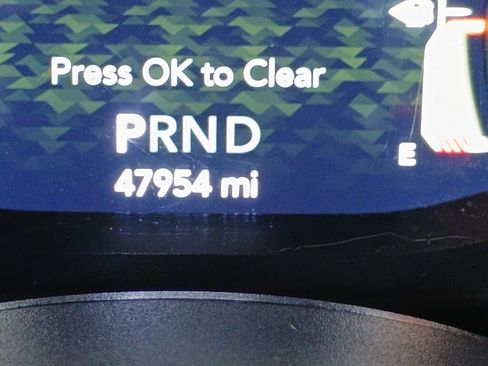 Press OK to Clear
PRND
47954 mi
E